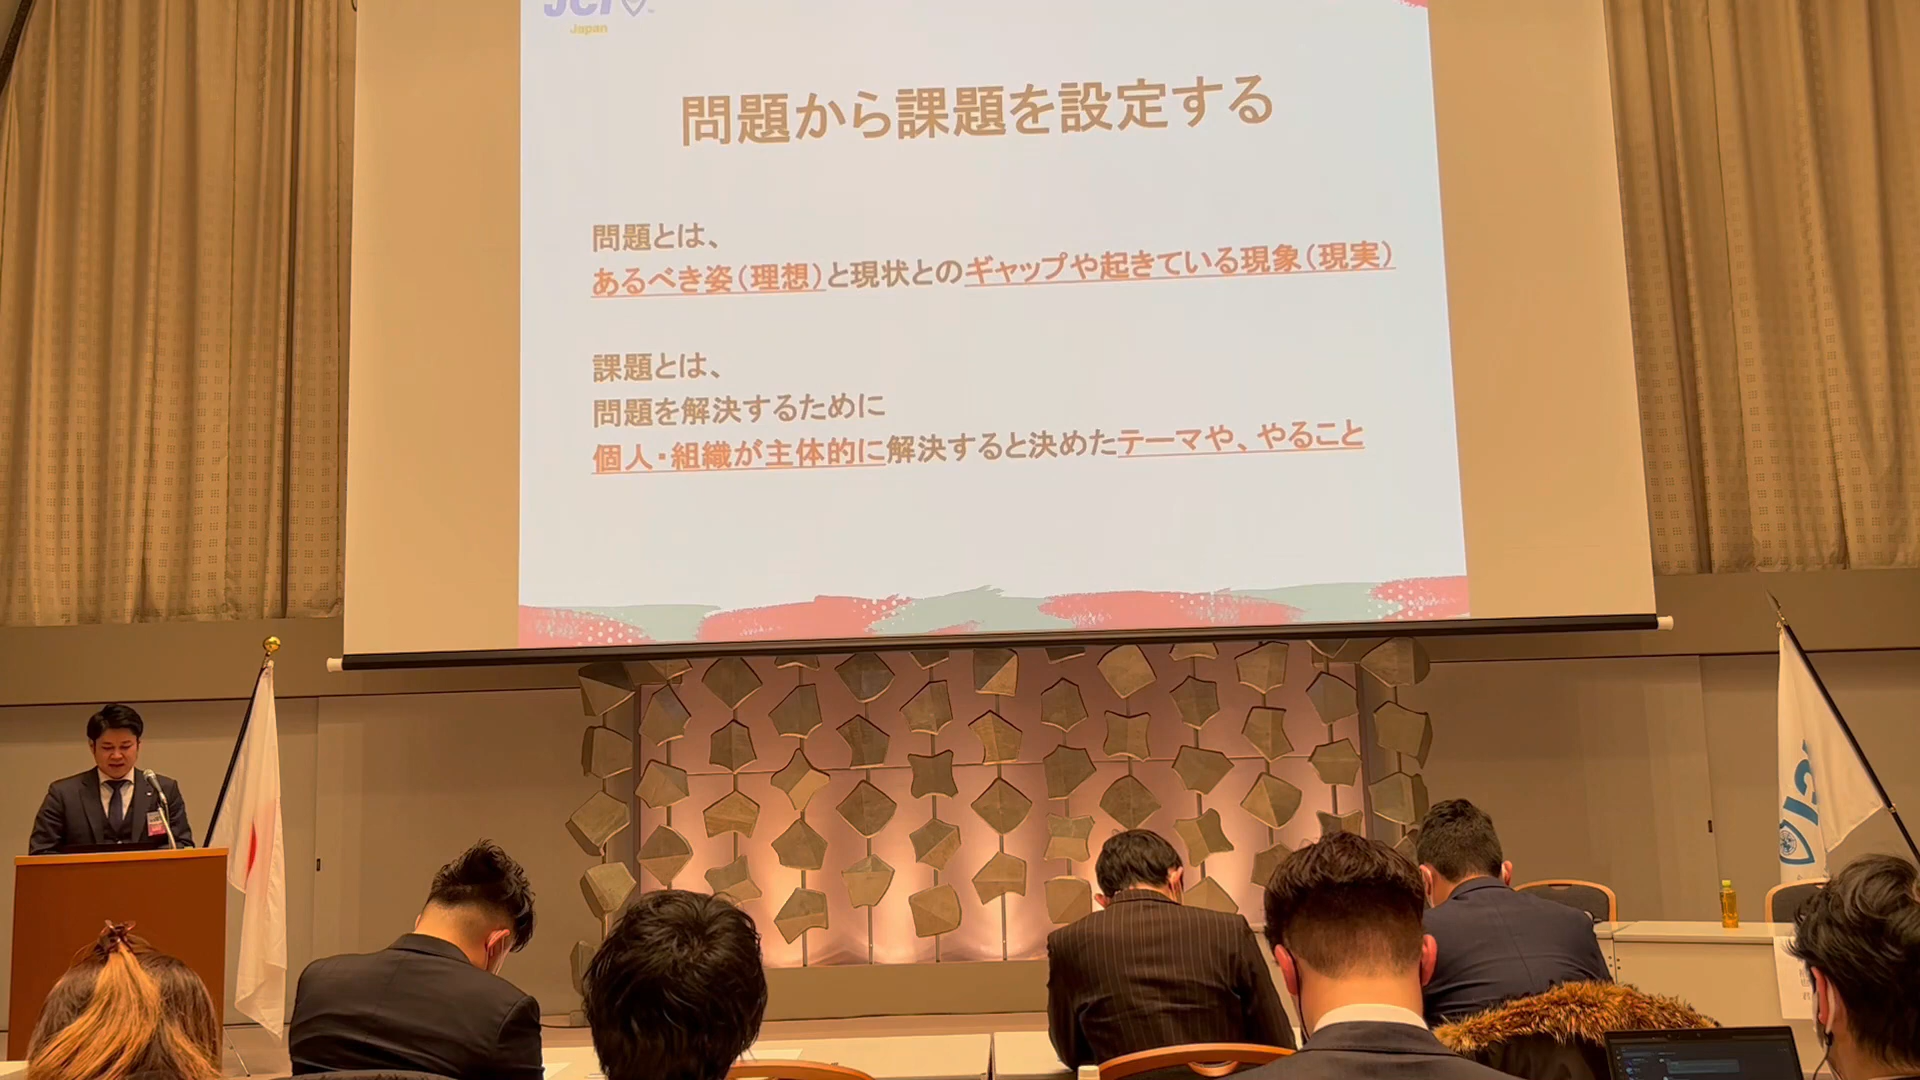 JCI
Japan
問題から課題を設定する
問題とは、
あるべき姿（理想）と現状とのギャップや起きている現象（現実）
課題とは、
問題を解決するために
個人・組織が主体的に解決すると決めたテーマや、やること
JCI